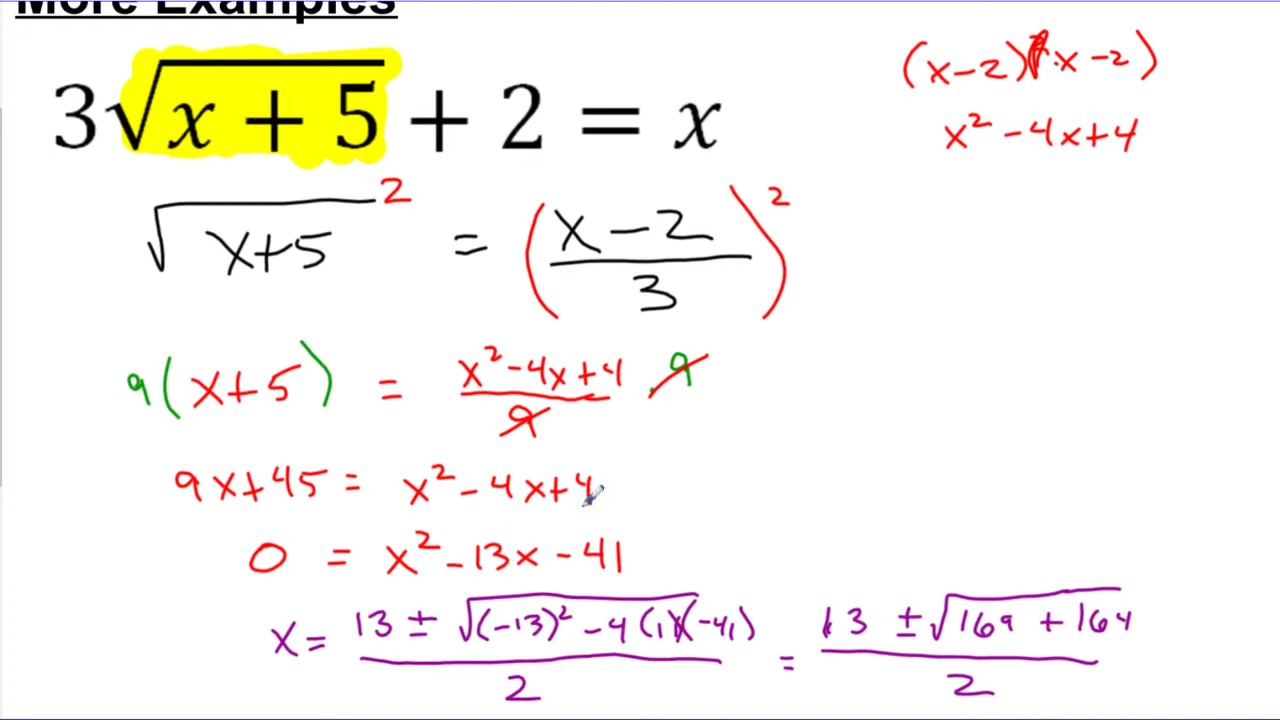 More Examples
3√(x + 5) + 2 = x
(x-2)(x-2)
x² - 4x + 4
√(x+5)² = ((x-2)/3)²
9(x+5) = (x² - 4x + 4)/9 · 9
9x + 45 = x² - 4x + 4
0 = x² - 13x - 41
x = (13 ± √((-13)² - 4(1)(-41)))/2 = (13 ± √(169 + 164))/2